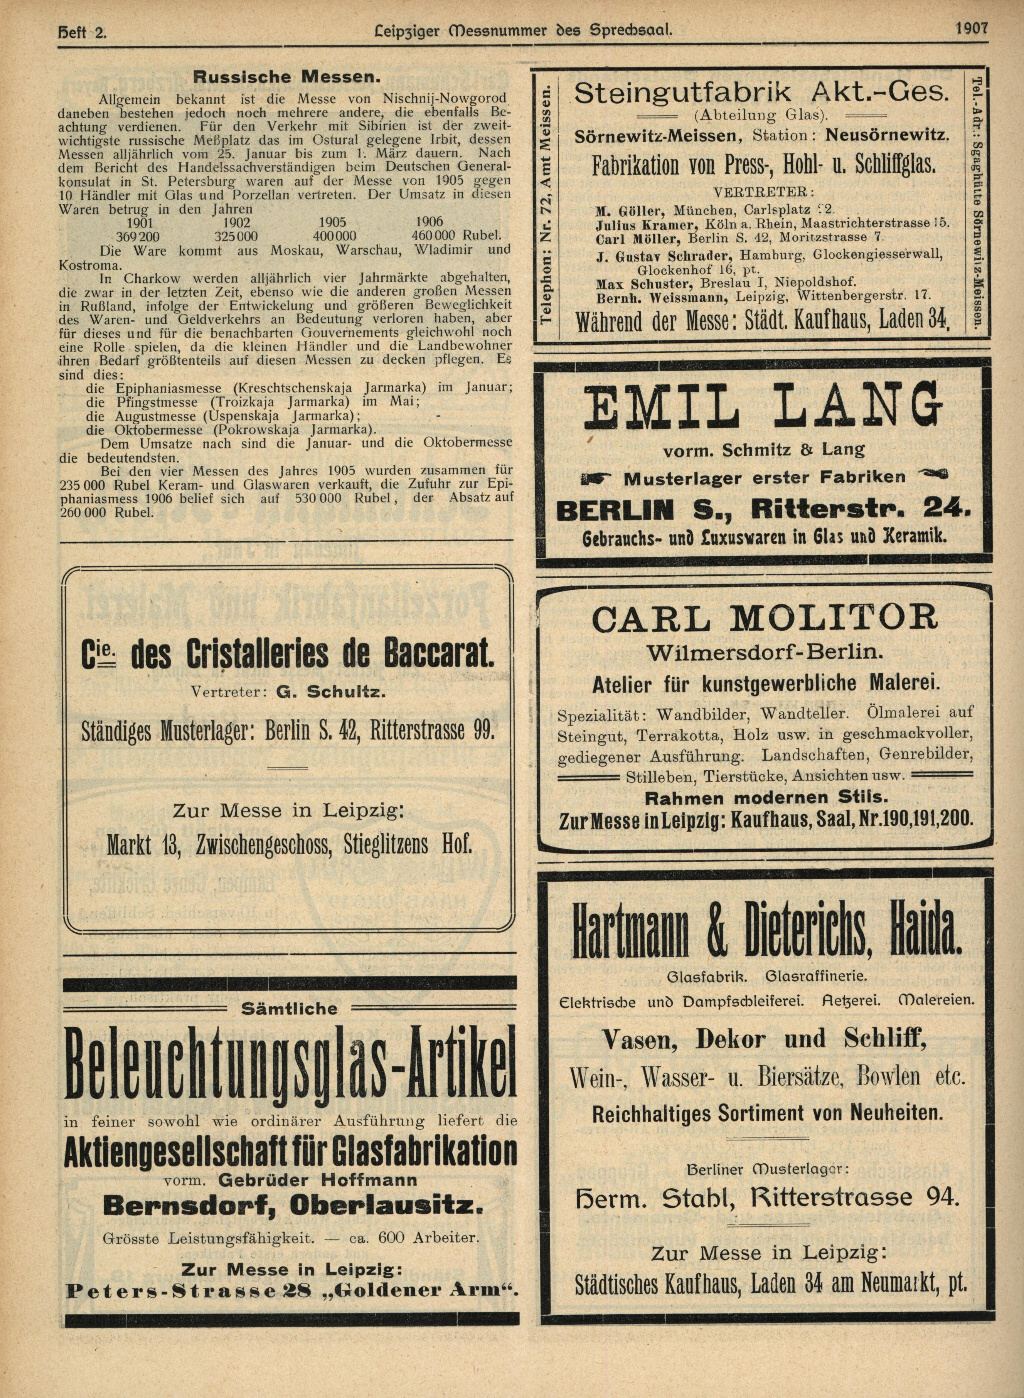 Heft 2.
Leipziger Messnummer des Sprechsaal.
1907
Russische Messen.
Allgemein bekannt ist die Messe von Nischnij-Nowgorod
daneben bestehen jedoch noch mehrere andere, die ebenfalls Be-
achtung verdienen. Für den Verkehr mit Sibirien ist der zweit-
wichtigste russische Meßplatz das im Ostural gelegene Irbit, dessen
Messen alljährlich vom 25. Januar bis zum 1. März dauern. Nach
dem Bericht des Handelssachverständigen beim Deutschen General-
konsulat in St. Petersburg waren auf der Messe von 1905 gegen
10 Händler mit Glas und Porzellan vertreten. Der Umsatz in diesen
Waren betrug in den Jahren
1901 1902 1905 1906
369 200 325 000 400 000 460 000 Rubel.
Die Ware kommt aus Moskau, Warschau, Wladimir und
Kostroma.
In Charkow werden alljährlich vier Jahrmärkte abgehalten,
die zwar in der letzten Zeit, ebenso wie die anderen großen Messen
in Rußland, infolge der Entwickelung und größeren Beweglichkeit
des Waren- und Geldverkehrs an Bedeutung verloren haben, aber
für dieses und für die benachbarten Gouvernements gleichwohl noch
eine Rolle spielen, da die kleinen Händler und die Landbewohner
ihren Bedarf größtenteils auf diesen Messen zu decken pflegen. Es
sind dies:
die Epiphaniasmesse (Kreschtschenskaja Jarmarka) im Januar;
die Pfingstmesse (Troizkaja Jarmarka) im Mai;
die Augustmesse (Uspenskaja Jarmarka);
die Oktobermesse (Pokrowskaja Jarmarka).
Dem Umsatze nach sind die Januar- und die Oktobermesse
die bedeutendsten.
Bei den vier Messen des Jahres 1905 wurden zusammen für
235 000 Rubel Keram- und Glaswaren verkauft, die Zufuhr zur Epi-
phaniasmess 1906 belief sich auf 530 000 Rubel, der Absatz auf
260 000 Rubel.
Cie. des Cristalleries de Baccarat.
Vertreter: G. Schultz.
Ständiges Musterlager: Berlin S. 42, Ritterstrasse 99.
Zur Messe in Leipzig:
Markt 13, Zwischengeschoss, Stieglitzens Hof.
Sämtliche
Beleuchtungsglas-Artikel
in feiner sowohl wie ordinärer Ausführung liefert die
Aktiengesellschaft für Glasfabrikation
vorm. Gebrüder Hoffmann
Bernsdorf, Oberlausitz.
Grösste Leistungsfähigkeit. — ca. 600 Arbeiter.
Zur Messe in Leipzig:
Peters-Strasse 28 „Goldener Arm“.
Telephon: Nr. 72, Amt Meissen.
Steingutfabrik Akt.-Ges.
(Abteilung Glas).
Sörnewitz-Meissen, Station: Neusörnewitz.
Fabrikation von Press-, Hohl- u. Schliffglas.
VERTRETER:
M. Göller, München, Carlsplatz
Julius Kramer, Köln a. Rhein, Maastrichterstrasse 15.
Carl Möller, Berlin S. 42, Moritzstrasse 7.
J. Gustav Schrader, Hamburg, Glockengiesserwall,
Glockenhof 16, pt.
Max Schuster, Breslau I, Niepoldshof.
Bernh. Weissmann, Leipzig, Wittenbergerstr. 17.
Während der Messe: Städt. Kaufhaus, Laden 34.
Tel.-Adr.: Sgaghütte Sörnewitz-Meissen.
EMIL LANG
vorm. Schmitz & Lang
Musterlager erster Fabriken
BERLIN S., Ritterstr. 24.
Gebrauchs- und Luxuswaren in Glas und Keramik.
CARL MOLITOR
Wilmersdorf-Berlin.
Atelier für kunstgewerbliche Malerei.
Spezialität: Wandbilder, Wandteller. Ölmalerei auf
Steingut, Terrakotta, Holz usw. in geschmackvoller,
gediegener Ausführung. Landschaften, Genrebilder,
Stilleben, Tierstücke, Ansichten usw.
Rahmen modernen Stils.
Zur Messe in Leipzig: Kaufhaus, Saal, Nr. 190, 191, 200.
Hartmann & Dieterichs, Haida.
Glasfabrik. Glasraffinerie.
Elektrische und Dampfschleiferei. Aetzerei. Malereien.
Vasen, Dekor und Schliff,
Wein-, Wasser- u. Biersätze, Bowlen etc.
Reichhaltiges Sortiment von Neuheiten.
Berliner Musterlager:
Herm. Stahl, Ritterstrasse 94.
Zur Messe in Leipzig:
Städtisches Kaufhaus, Laden 34 am Neumarkt, pt.